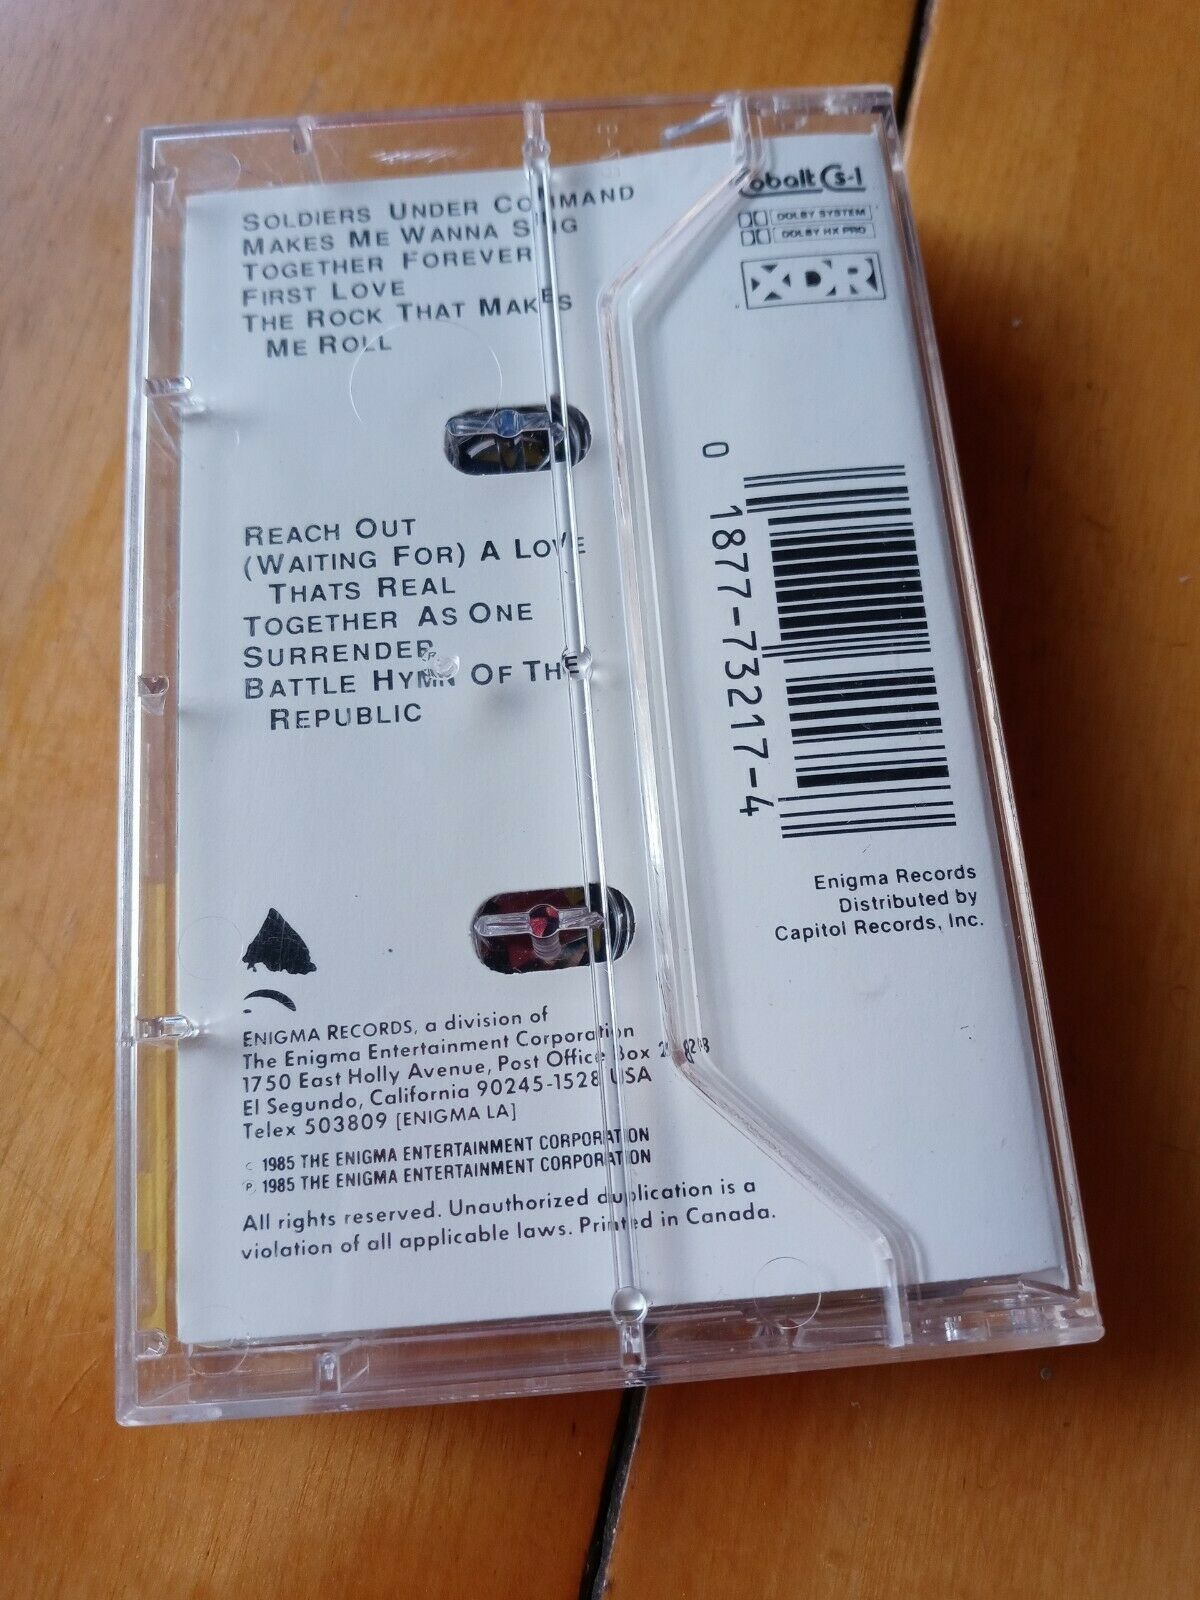 SOLDIERS UNDER COMMAND
MAKES ME WANNA SING
TOGETHER FOREVER
FIRST LOVE
THE ROCK THAT MAKES
ME ROLL
REACH OUT
(WAITING FOR) A LOVE
THATS REAL
TOGETHER AS ONE
SURRENDER
BATTLE HYMN OF THE
REPUBLIC
ENIGMA RECORDS, a division of
The Enigma Entertainment Corporation
1750 East Holly Avenue, Post Office Box
El Segundo, California 90245-1528 USA
Telex 503809 [ENIGMA LA]
© 1985 THE ENIGMA ENTERTAINMENT CORPORATION
℗ 1985 THE ENIGMA ENTERTAINMENT CORPORATION
All rights reserved. Unauthorized duplication is a
violation of all applicable laws. Printed in Canada.
Cobalt Cs-1
DOLBY SYSTEM
DOLBY HX PRO
XDR
0 1877-73217-4
Enigma Records
Distributed by
Capitol Records, Inc.